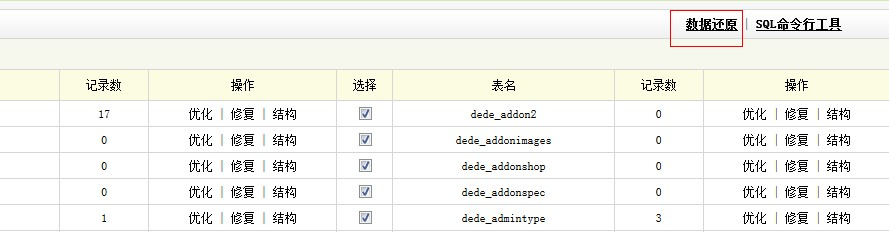 数据还原 | SQL命令行工具
记录数 操作 选择 表名 记录数 操作
17 优化 | 修复 | 结构 dede_addon2 0 优化 | 修复 | 结构
0 优化 | 修复 | 结构 dede_addonimages 0 优化 | 修复 | 结构
0 优化 | 修复 | 结构 dede_addonshop 0 优化 | 修复 | 结构
0 优化 | 修复 | 结构 dede_addonspec 0 优化 | 修复 | 结构
1 优化 | 修复 | 结构 dede_admintype 3 优化 | 修复 | 结构